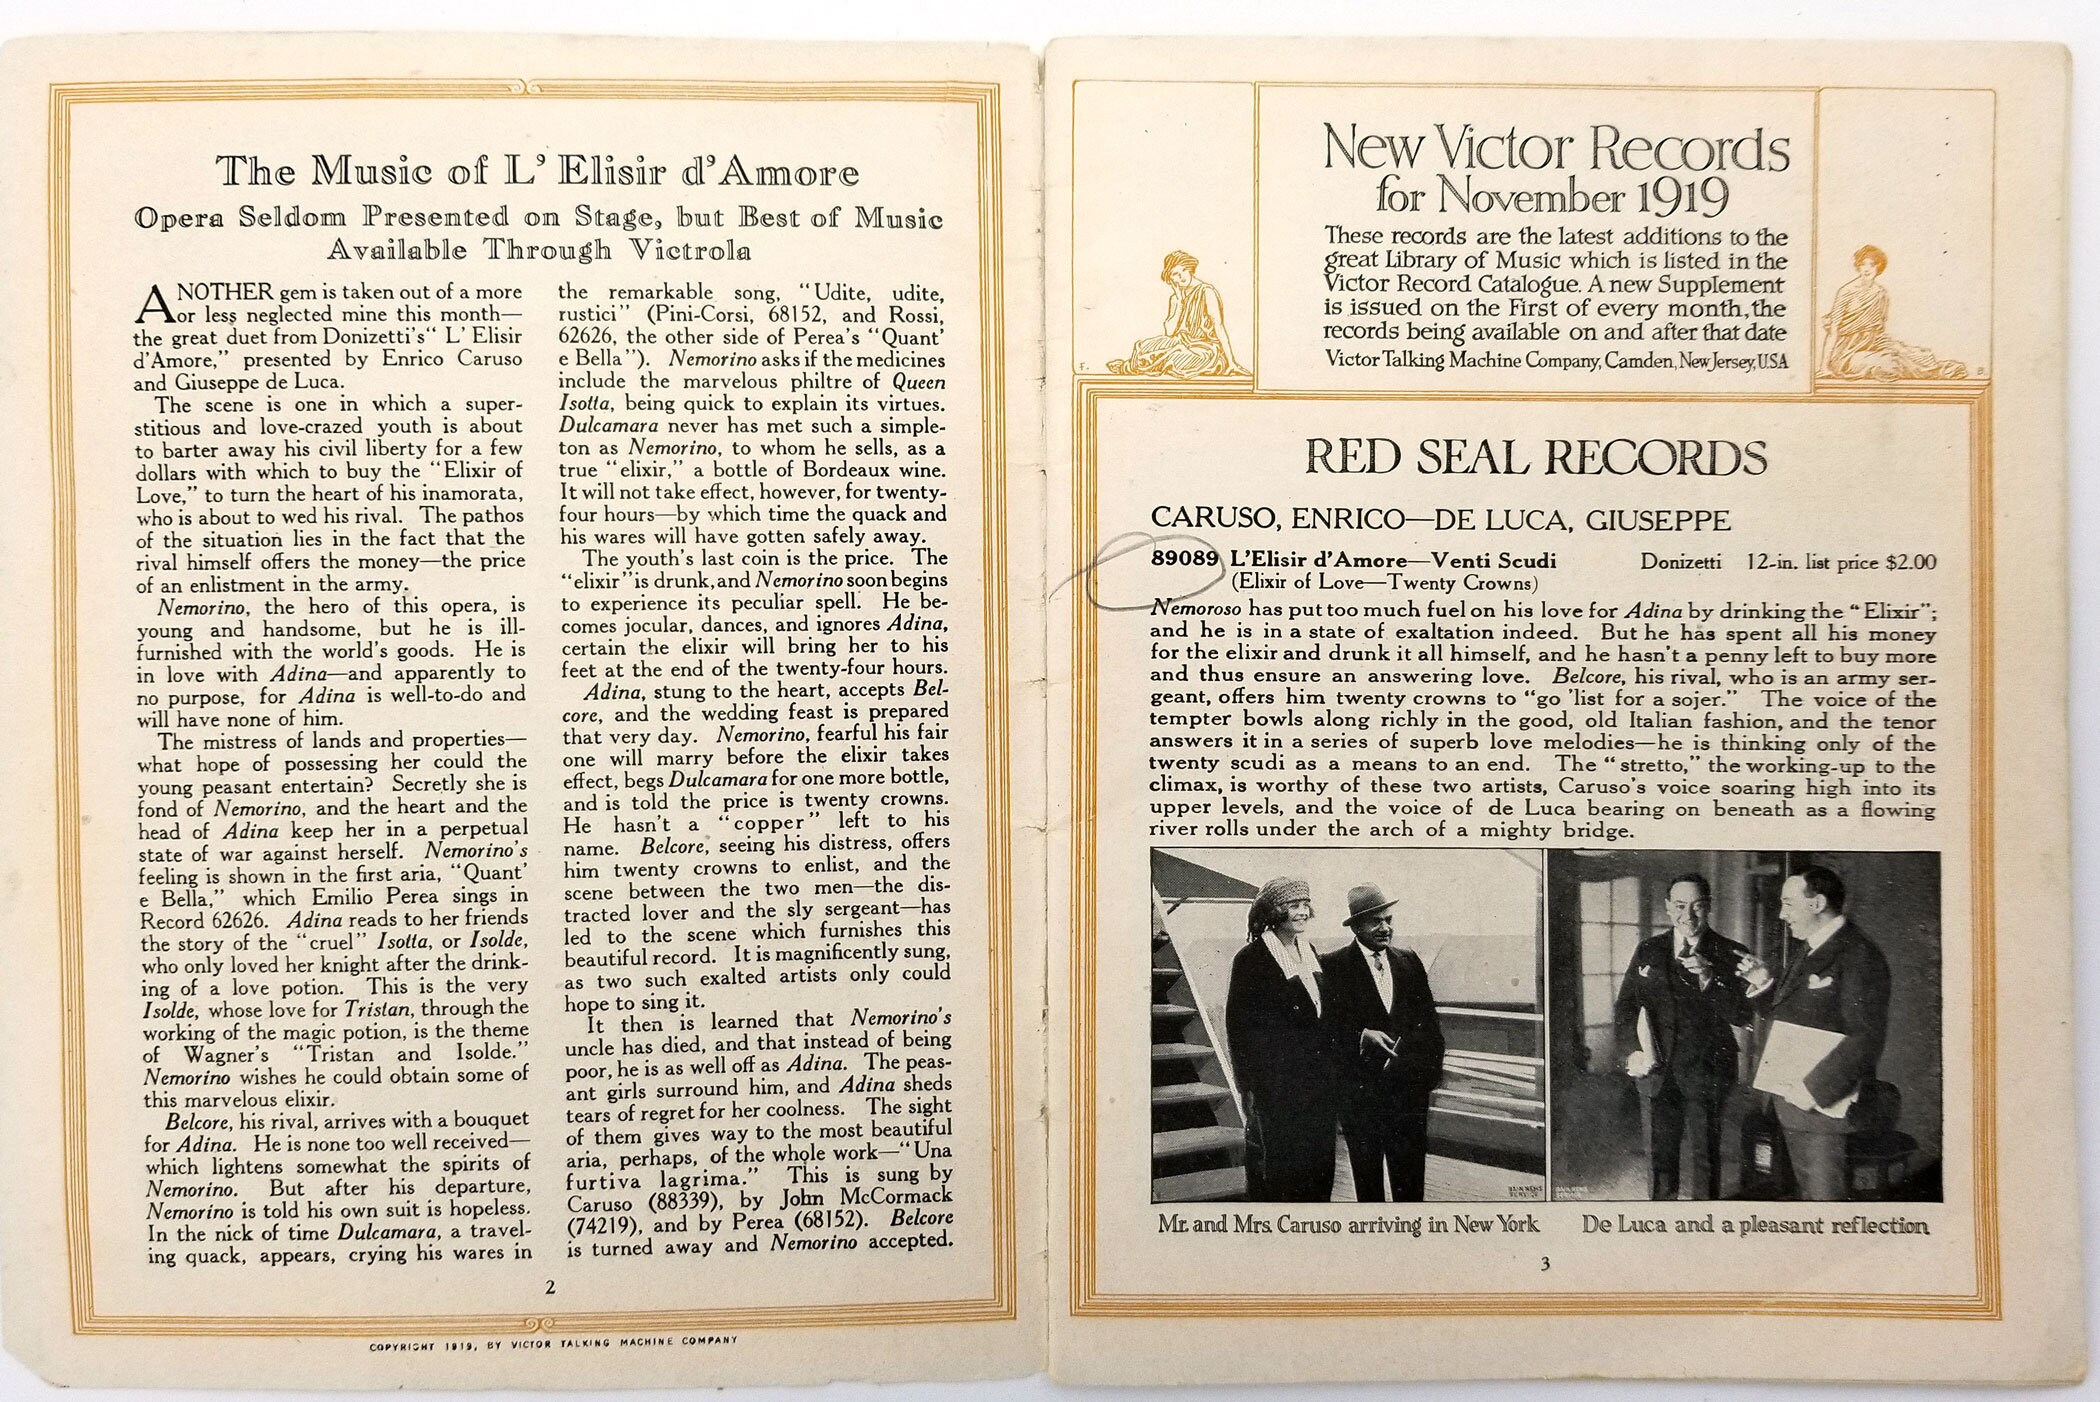 The Music of L' Elisir d'Amore
Opera Seldom Presented on Stage, but Best of Music
Available Through Victrola
ANOTHER gem is taken out of a more
or less neglected mine this month—
the great duet from Donizetti's" L' Elisir
d'Amore," presented by Enrico Caruso
and Giuseppe de Luca.
The scene is one in which a super-
stitious and love-crazed youth is about
to barter away his civil liberty for a few
dollars with which to buy the "Elixir of
Love," to turn the heart of his inamorata,
who is about to wed his rival. The pathos
of the situation lies in the fact that the
rival himself offers the money—the price
of an enlistment in the army.
Nemorino, the hero of this opera, is
young and handsome, but he is ill-
furnished with the world's goods. He is
in love with Adina—and apparently to
no purpose, for Adina is well-to-do and
will have none of him.
The mistress of lands and properties—
what hope of possessing her could the
young peasant entertain? Secretly she is
fond of Nemorino, and the heart and the
head of Adina keep her in a perpetual
state of war against herself. Nemorino's
feeling is shown in the first aria, "Quant'
e Bella," which Emilio Perea sings in
Record 62626. Adina reads to her friends
the story of the "cruel" Isotta, or Isolde,
who only loved her knight after the drink-
ing of a love potion. This is the very
Isolde, whose love for Tristan, through the
working of the magic potion, is the theme
of Wagner's "Tristan and Isolde."
Nemorino wishes he could obtain some of
this marvelous elixir.
Belcore, his rival, arrives with a bouquet
for Adina. He is none too well received—
which lightens somewhat the spirits of
Nemorino. But after his departure,
Nemorino is told his own suit is hopeless.
In the nick of time Dulcamara, a travel-
ing quack, appears, crying his wares in
the remarkable song, "Udite, udite,
rustici" (Pini-Corsi, 68152, and Rossi,
62626, the other side of Perea's "Quant'
e Bella"). Nemorino asks if the medicines
include the marvelous philtre of Queen
Isotta, being quick to explain its virtues.
Dulcamara never has met such a simple-
ton as Nemorino, to whom he sells, as a
true "elixir," a bottle of Bordeaux wine.
It will not take effect, however, for twenty-
four hours—by which time the quack and
his wares will have gotten safely away.
The youth's last coin is the price. The
"elixir" is drunk, and Nemorino soon begins
to experience its peculiar spell. He be-
comes jocular, dances, and ignores Adina,
certain the elixir will bring her to his
feet at the end of the twenty-four hours.
Adina, stung to the heart, accepts Bel-
core, and the wedding feast is prepared
that very day. Nemorino, fearful his fair
one will marry before the elixir takes
effect, begs Dulcamara for one more bottle,
and is told the price is twenty crowns.
He hasn't a "copper" left to his
name. Belcore, seeing his distress, offers
him twenty crowns to enlist, and the
scene between the two men—the dis-
tracted lover and the sly sergeant—has
led to the scene which furnishes this
beautiful record. It is magnificently sung,
as two such exalted artists only could
hope to sing it.
It then is learned that Nemorino's
uncle has died, and that instead of being
poor, he is as well off as Adina. The peas-
ant girls surround him, and Adina sheds
tears of regret for her coolness. The sight
of them gives way to the most beautiful
aria, perhaps, of the whole work—"Una
furtiva lagrima." This is sung by
Caruso (88339), by John McCormack
(74219), and by Perea (68152). Belcore
is turned away and Nemorino accepted.
2
COPYRIGHT 1919, BY VICTOR TALKING MACHINE COMPANY
New Victor Records
for November 1919
These records are the latest additions to the
great Library of Music which is listed in the
Victor Record Catalogue. A new Supplement
is issued on the First of every month, the
records being available on and after that date
Victor Talking Machine Company, Camden, New Jersey, U.S.A
F. B
RED SEAL RECORDS
CARUSO, ENRICO—DE LUCA, GIUSEPPE
89089 L'Elisir d'Amore—Venti Scudi Donizetti 12-in. list price $2.00
(Elixir of Love—Twenty Crowns)
Nemoroso has put too much fuel on his love for Adina by drinking the "Elixir";
and he is in a state of exaltation indeed. But he has spent all his money
for the elixir and drunk it all himself, and he hasn't a penny left to buy more
and thus ensure an answering love. Belcore, his rival, who is an army ser-
geant, offers him twenty crowns to "go 'list for a sojer." The voice of the
tempter bowls along richly in the good, old Italian fashion, and the tenor
answers it in a series of superb love melodies—he is thinking only of the
twenty scudi as a means to an end. The "stretto," the working-up to the
climax, is worthy of these two artists, Caruso's voice soaring high into its
upper levels, and the voice of de Luca bearing on beneath as a flowing
river rolls under the arch of a mighty bridge.
Mr. and Mrs. Caruso arriving in New York
De Luca and a pleasant reflection
3